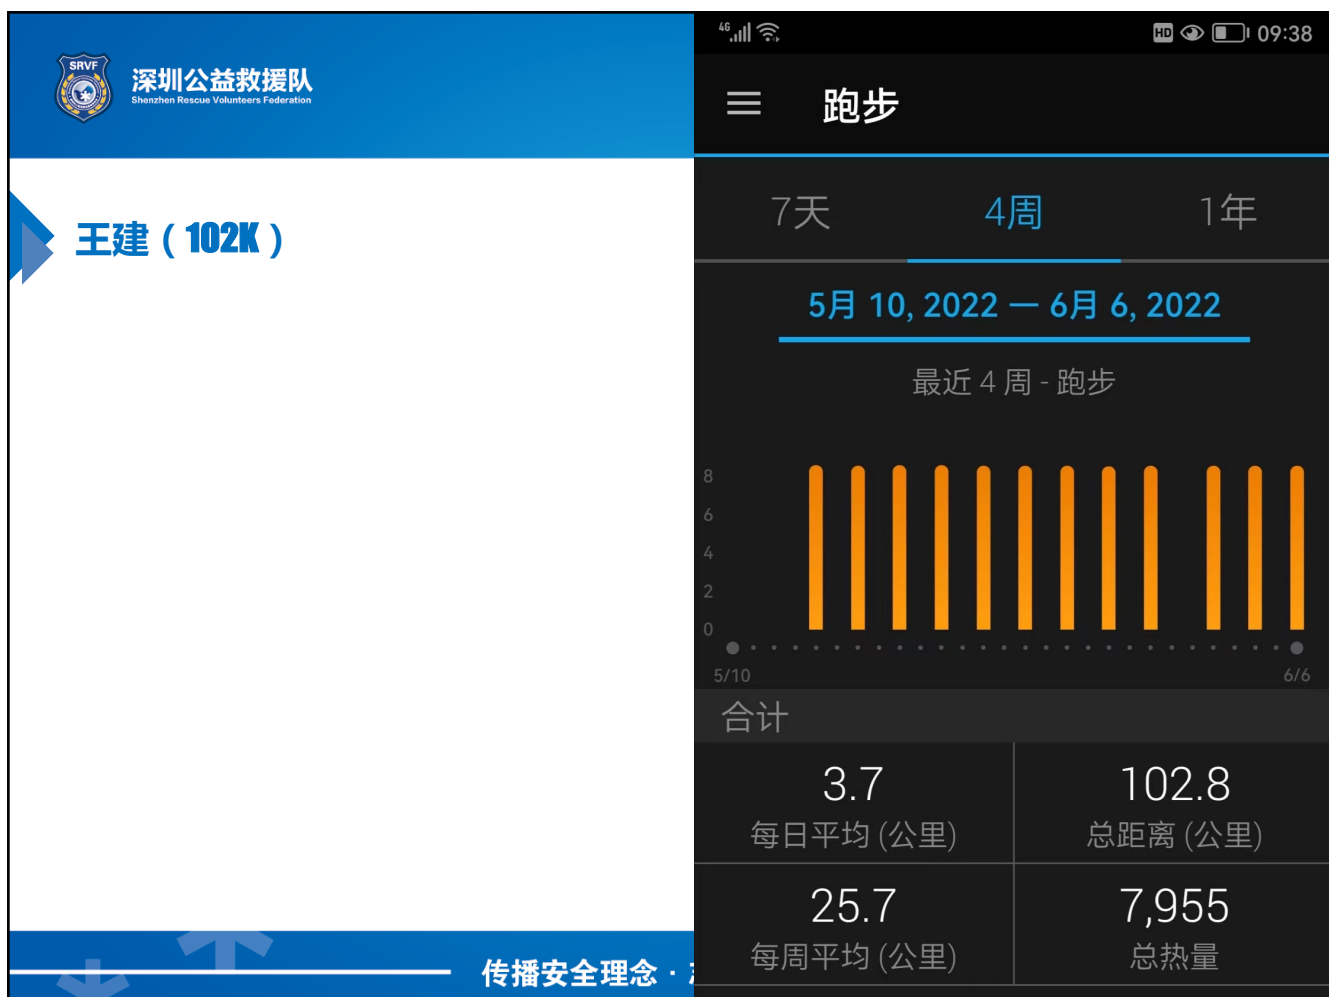 SRVF
深圳公益救援队
Shenzhen Rescue Volunteers Federation
王建（102K）
传播安全理念 ·
4G
HD
09:38
跑步
7天
4周
1年
5月 10, 2022 — 6月 6, 2022
最近 4 周 - 跑步
8
6
4
2
0
5/10
6/6
合计
3.7
每日平均 (公里)
102.8
总距离 (公里)
25.7
每周平均 (公里)
7,955
总热量